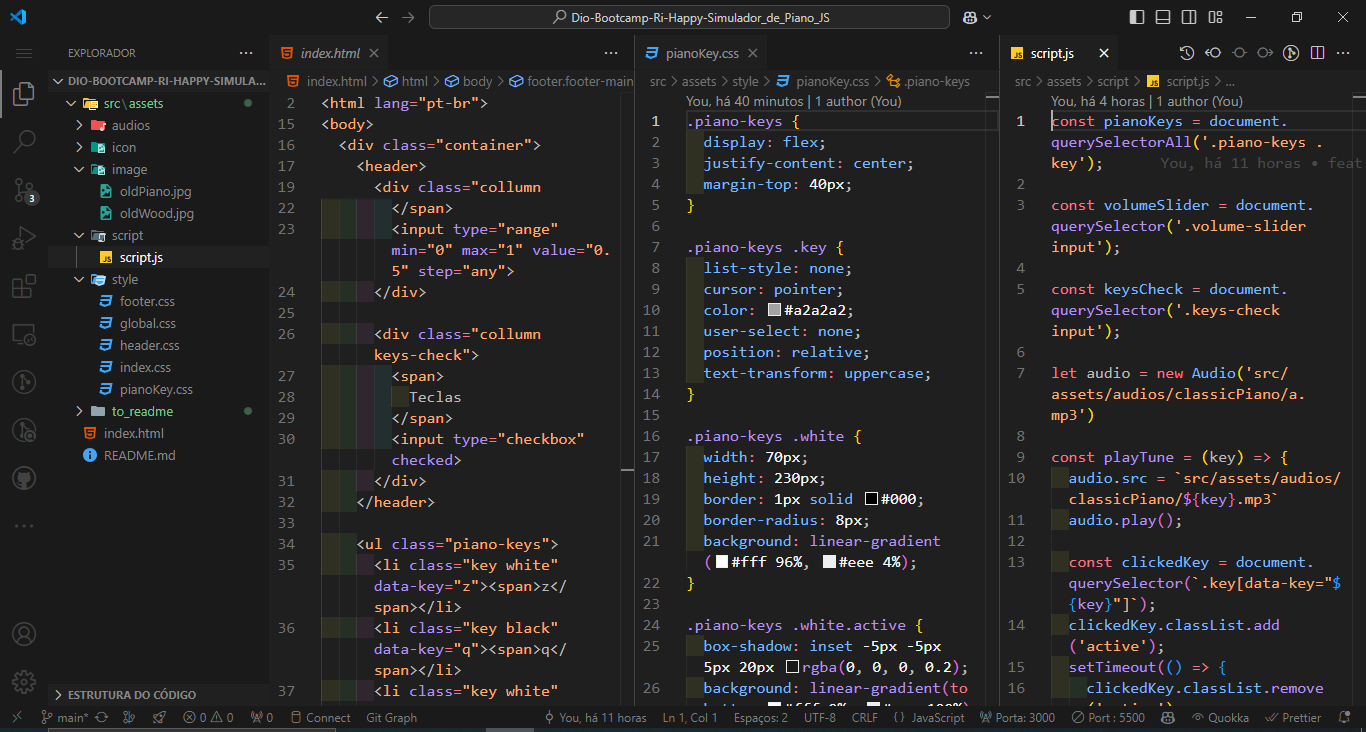 Dio-Bootcamp-Ri-Happy-Simulador_de_Piano_JS
EXPLORADOR
DIO-BOOTCAMP-RI-HAPPY-SIMULA...
src\assets
audios
icon
image
oldPiano.jpg
oldWood.jpg
script
script.js
style
footer.css
global.css
header.css
index.css
pianoKey.css
to_readme
index.html
README.md
ESTRUTURA DO CÓDIGO
3
index.html
index.html > html > body > footer.footer-main
2 <html lang="pt-br">
15 <body>
16 <div class="container">
17 <header>
19 <div class="collumn
22 </span>
23 <input type="range"
min="0" max="1" value="0.
5" step="any">
24 </div>
25
26 <div class="collumn
keys-check">
27 <span>
28 Teclas
29 </span>
30 <input type="checkbox"
checked>
31 </div>
32 </header>
33
34 <ul class="piano-keys">
35 <li class="key white"
data-key="z"><span>z</
span></li>
36 <li class="key black"
data-key="q"><span>q</
span></li>
37 <li class="key white"
pianoKey.css
src > assets > style > pianoKey.css > .piano-keys
You, há 40 minutos | 1 author (You)
1 .piano-keys {
2 display: flex;
3 justify-content: center;
4 margin-top: 40px;
5 }
6
7 .piano-keys .key {
8 list-style: none;
9 cursor: pointer;
10 color: #a2a2a2;
11 user-select: none;
12 position: relative;
13 text-transform: uppercase;
14 }
15
16 .piano-keys .white {
17 width: 70px;
18 height: 230px;
19 border: 1px solid #000;
20 border-radius: 8px;
21 background: linear-gradient
(#fff 96%, #eee 4%);
22 }
23
24 .piano-keys .white.active {
25 box-shadow: inset -5px -5px
5px 20px rgba(0, 0, 0, 0.2);
26 background: linear-gradient(to
script.js
src > assets > script > script.js > ...
You, há 4 horas | 1 author (You)
1 const pianoKeys = document.
querySelectorAll('.piano-keys .
key'); You, há 11 horas • feat
2
3 const volumeSlider = document.
querySelector('.volume-slider
input');
4
5 const keysCheck = document.
querySelector('.keys-check
input');
6
7 let audio = new Audio('src/
assets/audios/classicPiano/a.
mp3')
8
9 const playTune = (key) => {
10 audio.src = `src/assets/audios/
classicPiano/${key}.mp3`
11 audio.play();
12
13 const clickedKey = document.
querySelector(`.key[data-key="$
{key}"]`);
14 clickedKey.classList.add
('active');
15 setTimeout(() => {
16 clickedKey.classList.remove
main* 0 0 0 Connect Git Graph You, há 11 horas Ln 1, Col 1 Espaços: 2 UTF-8 CRLF {} JavaScript Porta: 3000 Port : 5500 Quokka Prettier